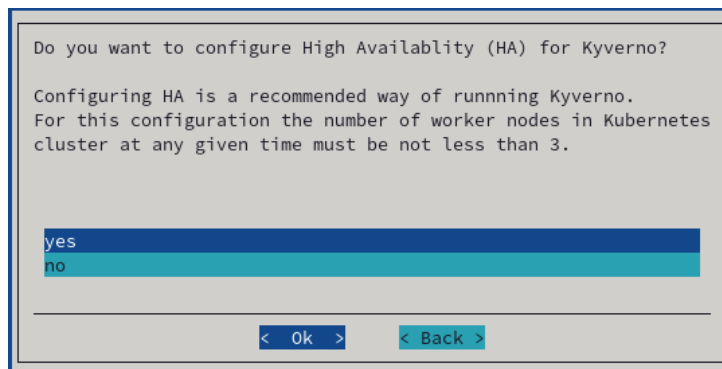 Do you want to configure High Availablity (HA) for Kyverno?
Configuring HA is a recommended way of runnning Kyverno.
For this configuration the number of worker nodes in Kubernetes
cluster at any given time must be not less than 3.
yes
no
< Ok > < Back >